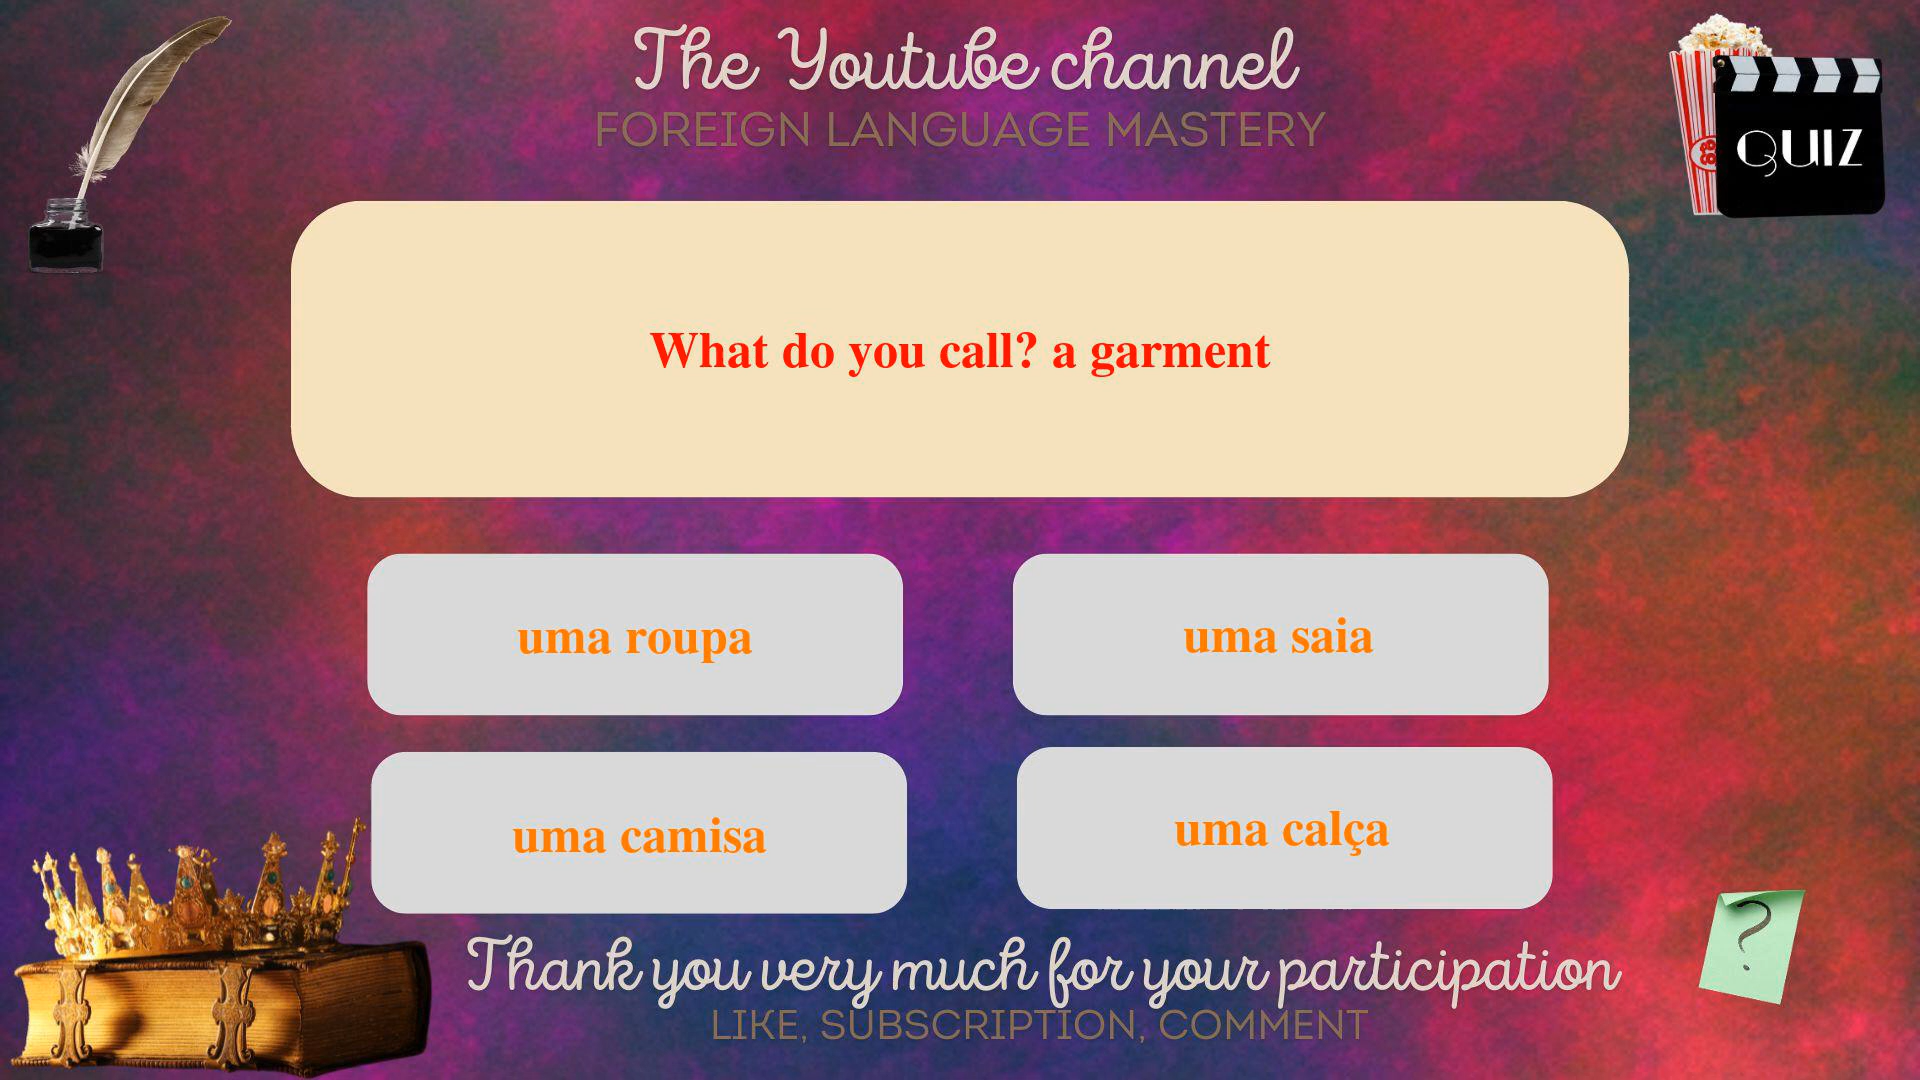 The Youtube channel
FOREIGN LANGUAGE MASTERY
QUIZ
What do you call? a garment
uma roupa
uma saia
uma camisa
uma calça
Thank you very much for your participation
LIKE, SUBSCRIPTION, COMMENT
?